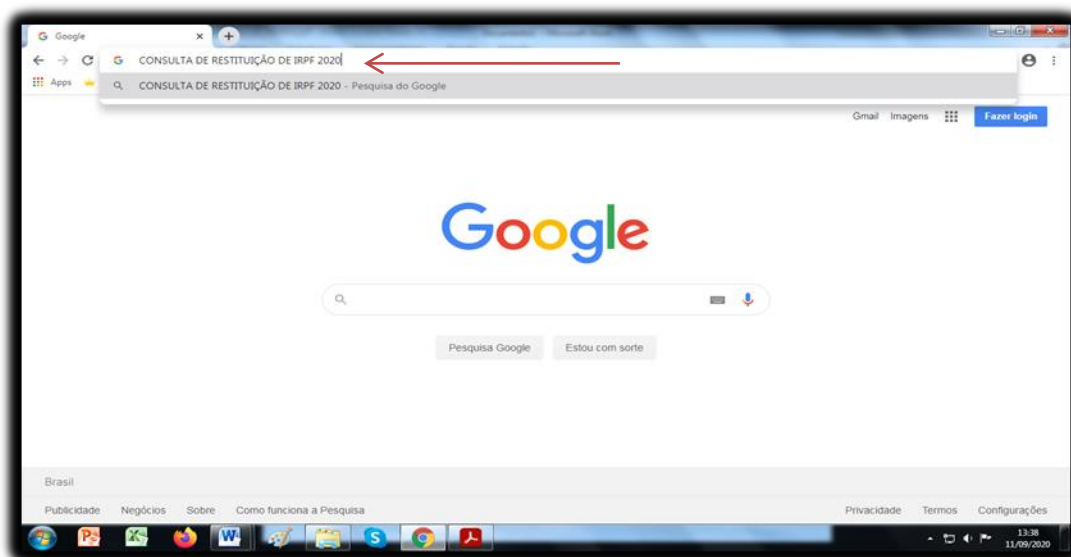 Google
CONSULTA DE RESTITUIÇÃO DE IRPF 2020
Apps
CONSULTA DE RESTITUIÇÃO DE IRPF 2020 - Pesquisa do Google
Gmail Imagens Fazer login
Google
Pesquisa Google Estou com sorte
Brasil
Publicidade Negócios Sobre Como funciona a Pesquisa Privacidade Termos Configurações
13:38
11/09/2020